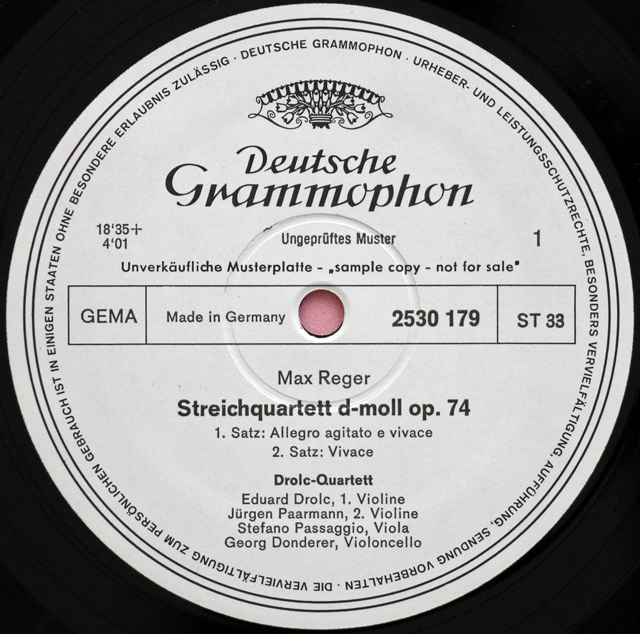 DEUTSCHE GRAMMOPHON · URHEBER- UND LEISTUNGSSCHUTZRECHTE, BESONDERS VERVIELFÄLTIGUNG, AUFFÜHRUNG, SENDUNG VORBEHALTEN · DIE VERVIELFÄLTIGUNG ZUM PERSÖNLICHEN GEBRAUCH IST IN EINIGEN STAATEN OHNE BESONDERE ERLAUBNIS ZULÄSSIG ·
Deutsche
Grammophon
18'35+
4'01
Ungeprüftes Muster
1
Unverkäufliche Musterplatte - „sample copy - not for sale"
GEMA
Made in Germany
2530 179
ST 33
Max Reger
Streichquartett d-moll op. 74
1. Satz: Allegro agitato e vivace
2. Satz: Vivace
Drolc-Quartett
Eduard Drolc, 1. Violine
Jürgen Paarmann, 2. Violine
Stefano Passaggio, Viola
Georg Donderer, Violoncello